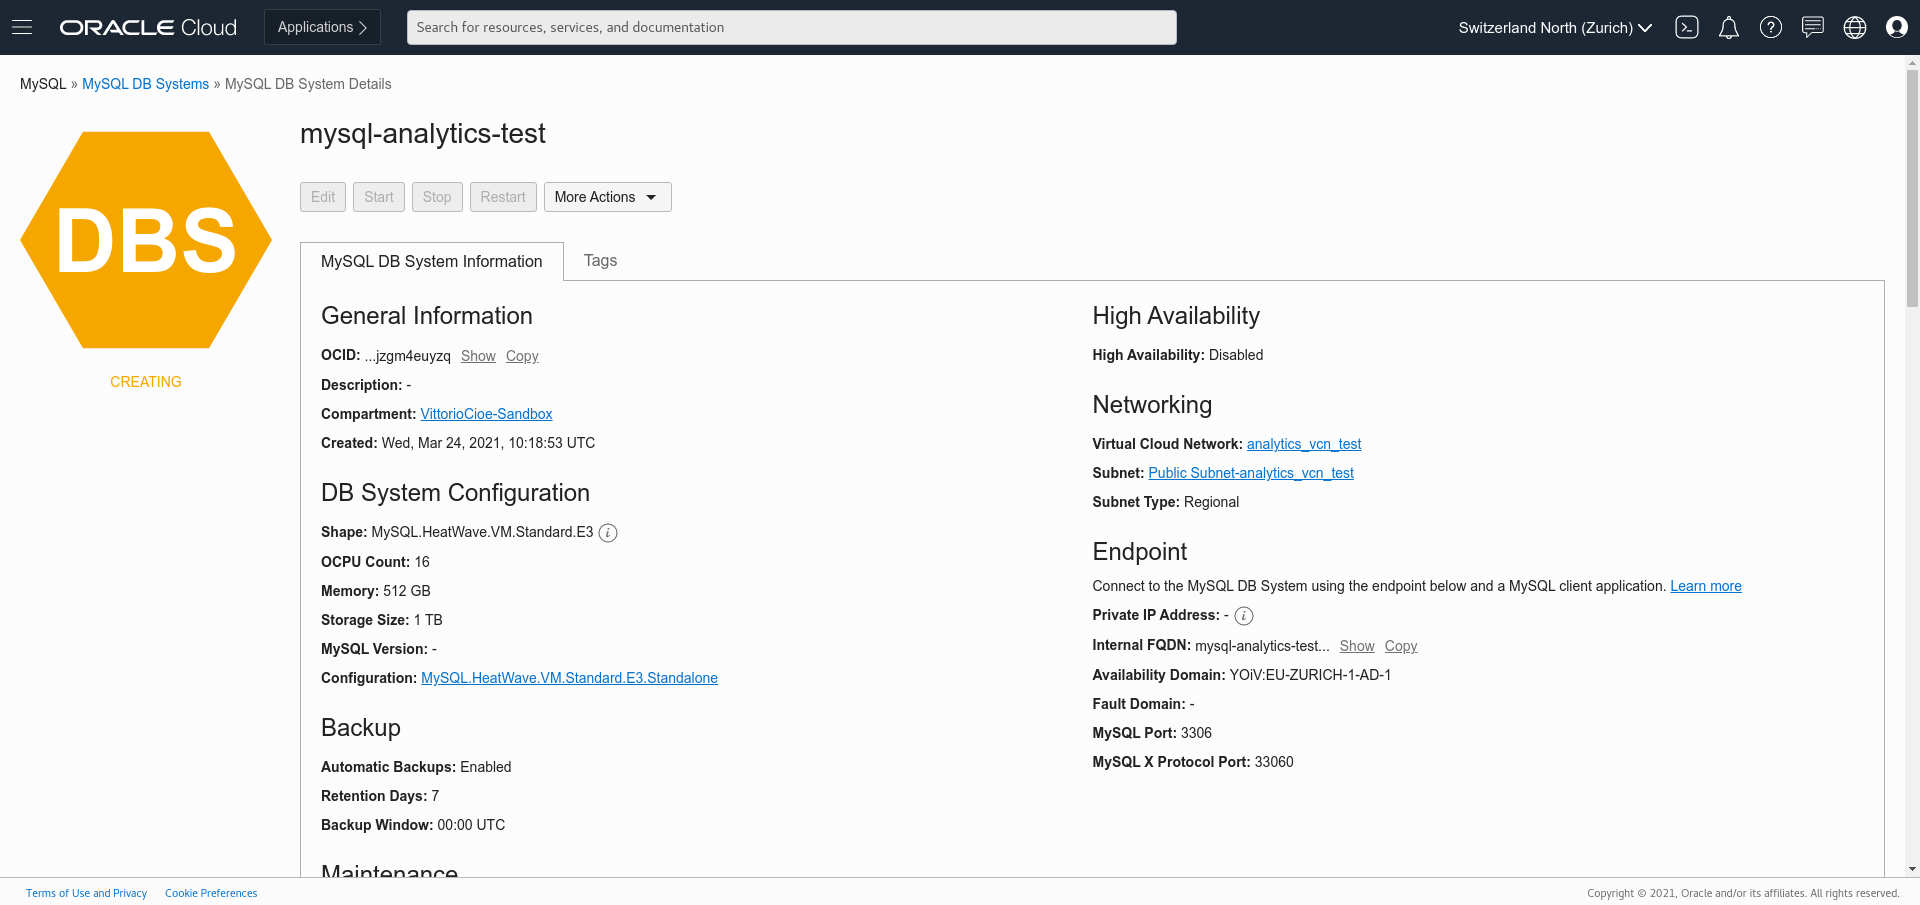 ORACLE Cloud
Applications
Search for resources, services, and documentation
Switzerland North (Zurich)
MySQL » MySQL DB Systems » MySQL DB System Details
DBS
CREATING
mysql-analytics-test
Edit
Start
Stop
Restart
More Actions
MySQL DB System Information
Tags
General Information
OCID: ...jzgm4euyzq Show Copy
Description: -
Compartment: VittorioCioe-Sandbox
Created: Wed, Mar 24, 2021, 10:18:53 UTC
DB System Configuration
Shape: MySQL.HeatWave.VM.Standard.E3
OCPU Count: 16
Memory: 512 GB
Storage Size: 1 TB
MySQL Version: -
Configuration: MySQL.HeatWave.VM.Standard.E3.Standalone
Backup
Automatic Backups: Enabled
Retention Days: 7
Backup Window: 00:00 UTC
Maintenance
High Availability
High Availability: Disabled
Networking
Virtual Cloud Network: analytics_vcn_test
Subnet: Public Subnet-analytics_vcn_test
Subnet Type: Regional
Endpoint
Connect to the MySQL DB System using the endpoint below and a MySQL client application. Learn more
Private IP Address: -
Internal FQDN: mysql-analytics-test... Show Copy
Availability Domain: YOiV:EU-ZURICH-1-AD-1
Fault Domain: -
MySQL Port: 3306
MySQL X Protocol Port: 33060
Terms of Use and Privacy
Cookie Preferences
Copyright © 2021, Oracle and/or its affiliates. All rights reserved.